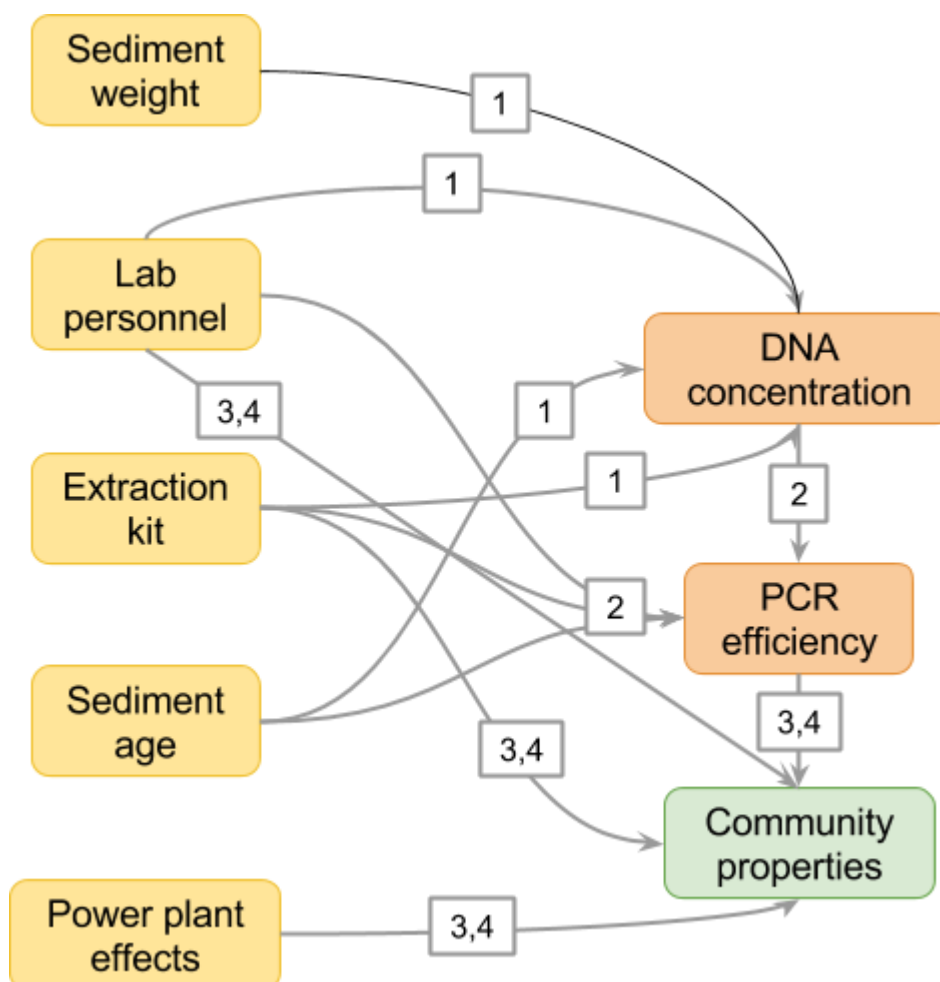 Sediment
weight
1
1
Lab
personnel
DNA
concentration
3,4
1
Extraction
kit
1
2
PCR
efficiency
2
Sediment
age
3,4
3,4
Community
properties
Power plant
effects
3,4